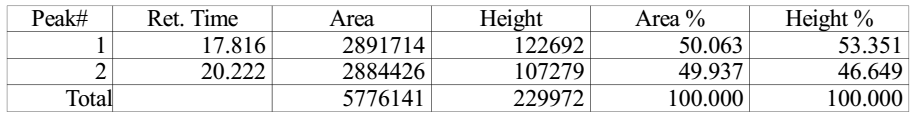 Peak# Ret. Time Area Height Area % Height %
1 17.816 2891714 122692 50.063 53.351
2 20.222 2884426 107279 49.937 46.649
Total 5776141 229972 100.000 100.000